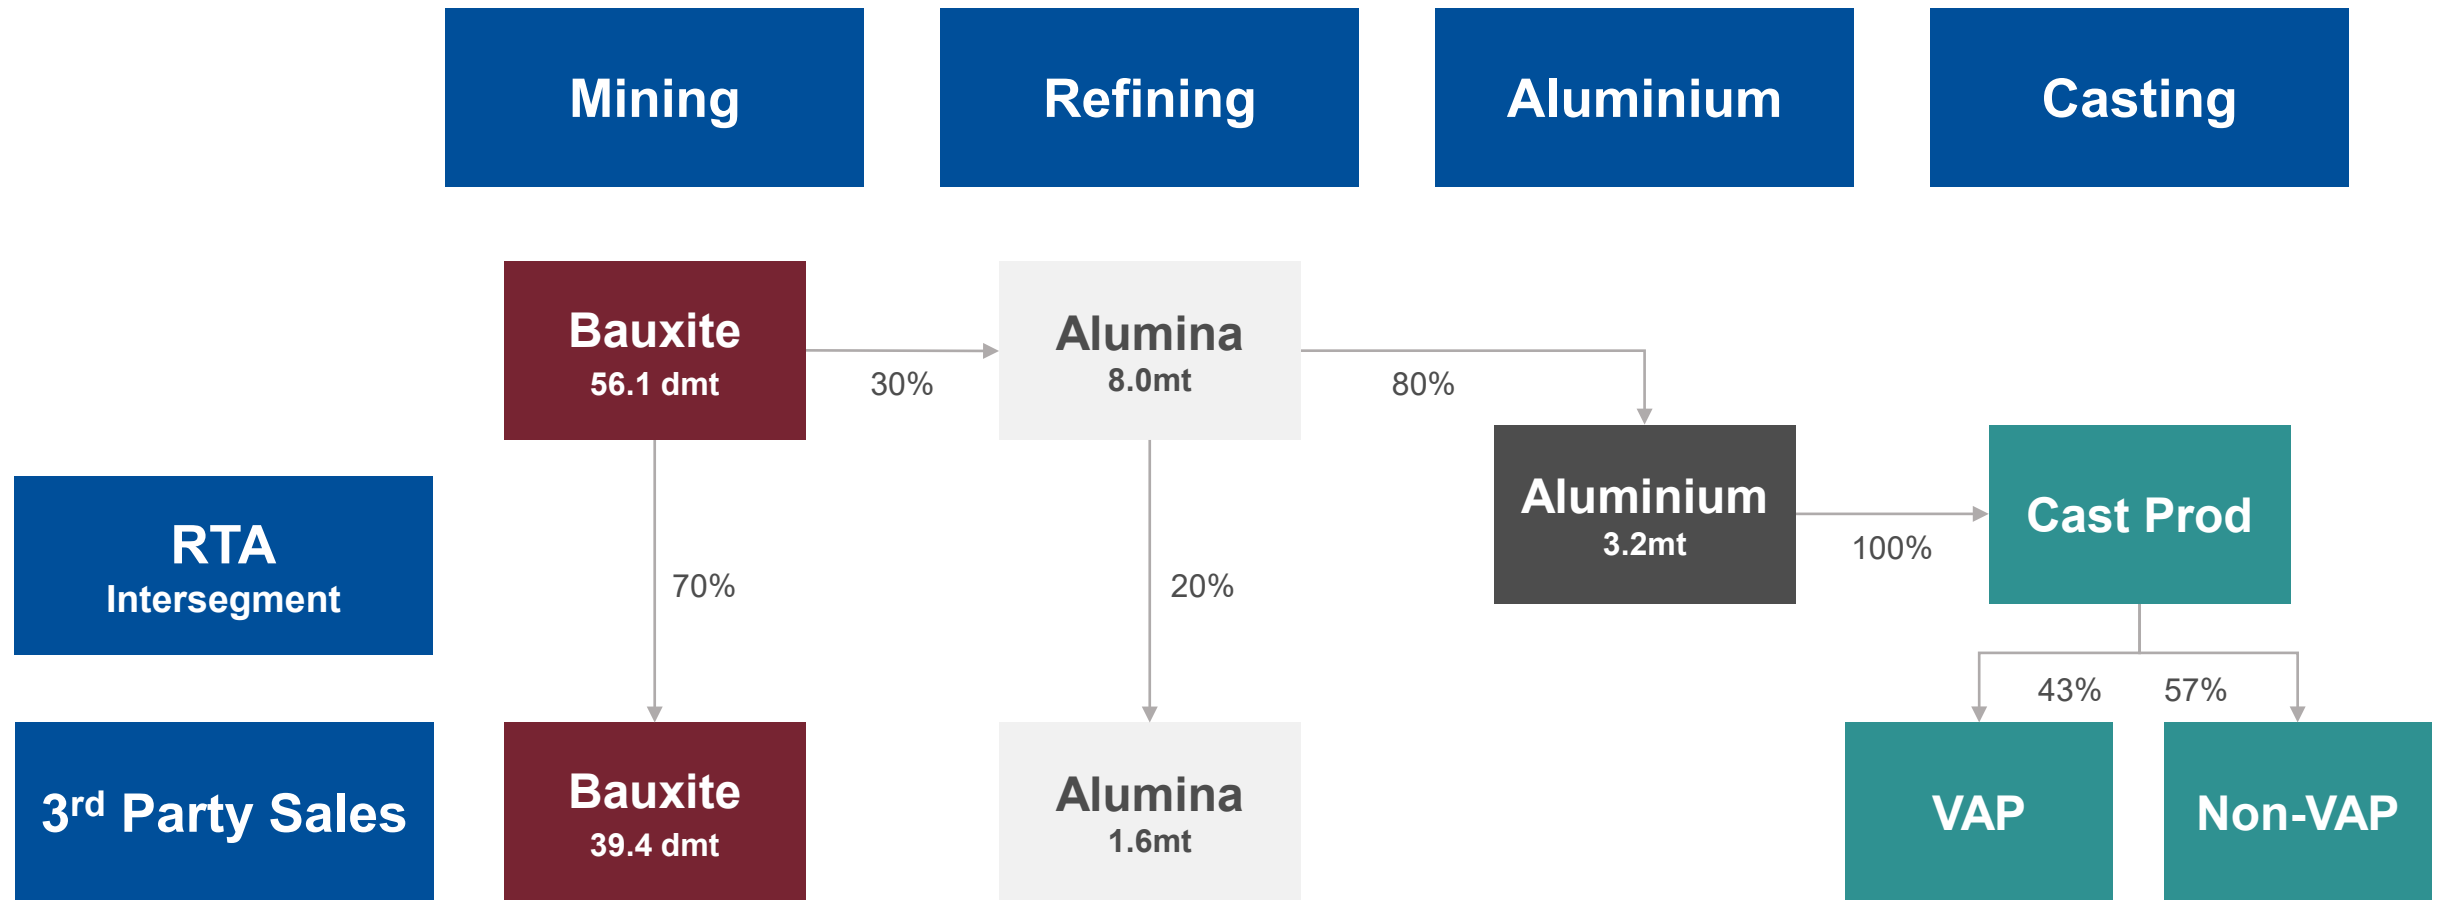 Mining
Refining
Aluminium
Casting
Bauxite
56.1 dmt
30%
Alumina
8.0mt
80%
Aluminium
3.2mt
100%
Cast Prod
RTA
Intersegment
70%
20%
43%
57%
3rd Party Sales
Bauxite
39.4 dmt
Alumina
1.6mt
VAP
Non-VAP